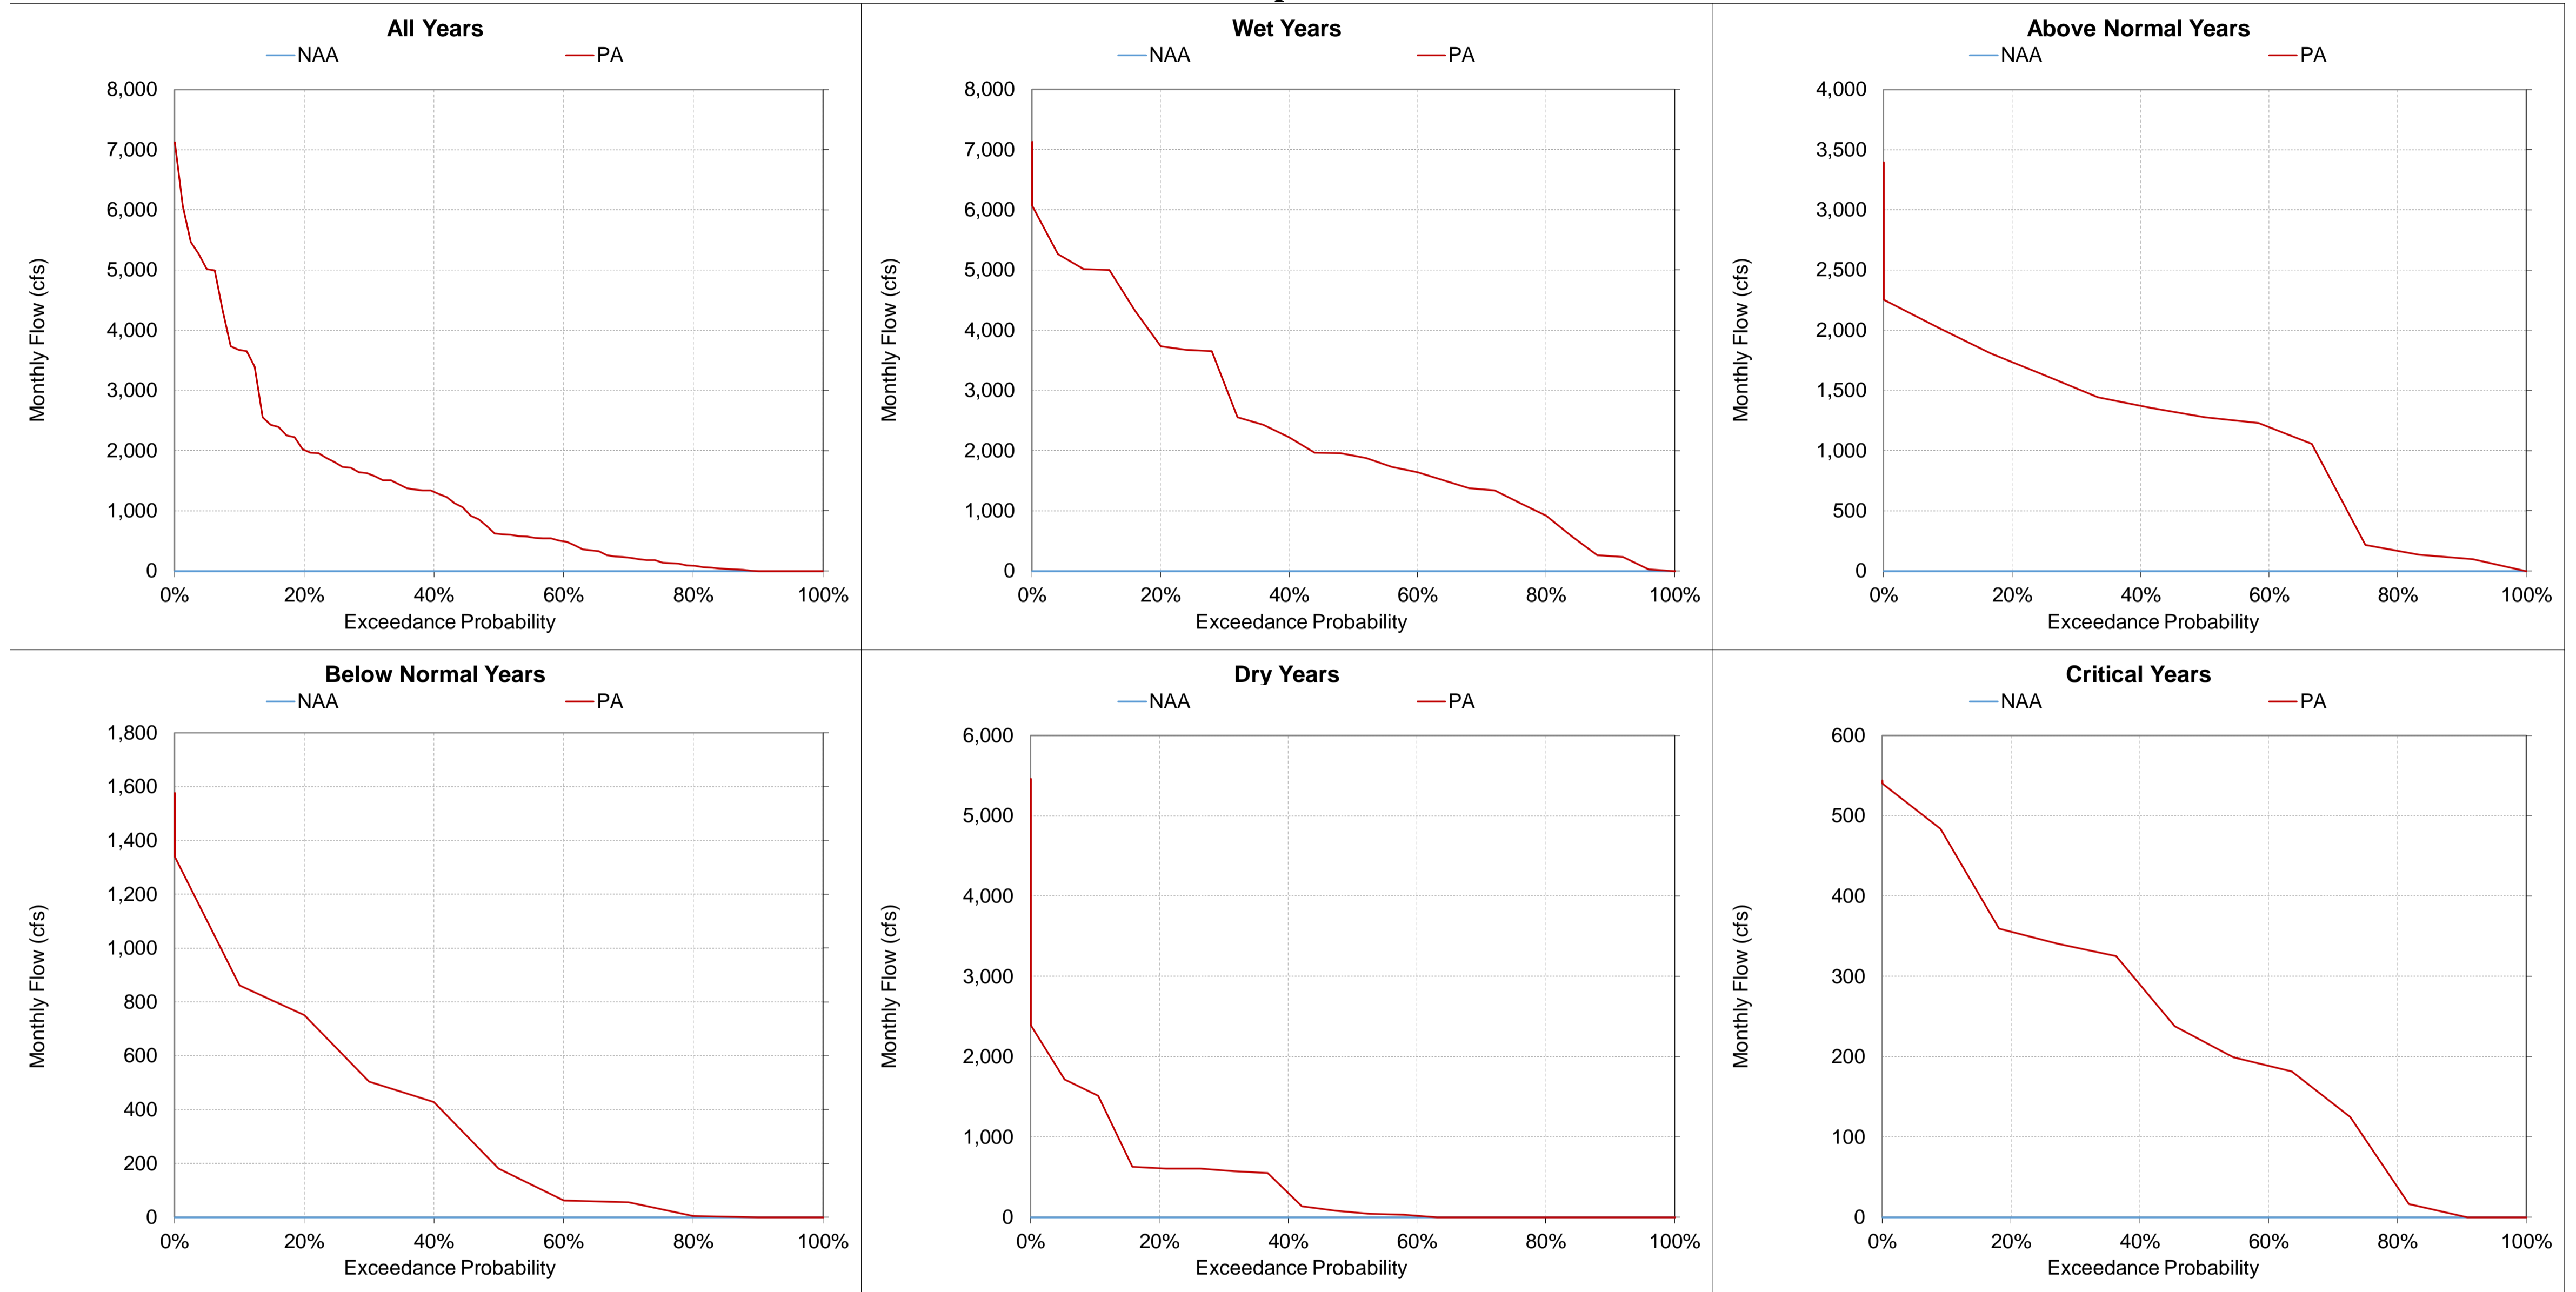 All Years
NAA PA
8,000
7,000
6,000
5,000
4,000
3,000
2,000
1,000
0
Monthly Flow (cfs)
0% 20% 40% 60% 80% 100%
Exceedance Probability
Wet Years
NAA PA
8,000
7,000
6,000
5,000
4,000
3,000
2,000
1,000
0
Monthly Flow (cfs)
0% 20% 40% 60% 80% 100%
Exceedance Probability
Above Normal Years
NAA PA
4,000
3,500
3,000
2,500
2,000
1,500
1,000
500
0
Monthly Flow (cfs)
0% 20% 40% 60% 80% 100%
Exceedance Probability
Below Normal Years
NAA PA
1,800
1,600
1,400
1,200
1,000
800
600
400
200
0
Monthly Flow (cfs)
0% 20% 40% 60% 80% 100%
Exceedance Probability
Dry Years
NAA PA
6,000
5,000
4,000
3,000
2,000
1,000
0
Monthly Flow (cfs)
0% 20% 40% 60% 80% 100%
Exceedance Probability
Critical Years
NAA PA
600
500
400
300
200
100
0
Monthly Flow (cfs)
0% 20% 40% 60% 80% 100%
Exceedance Probability